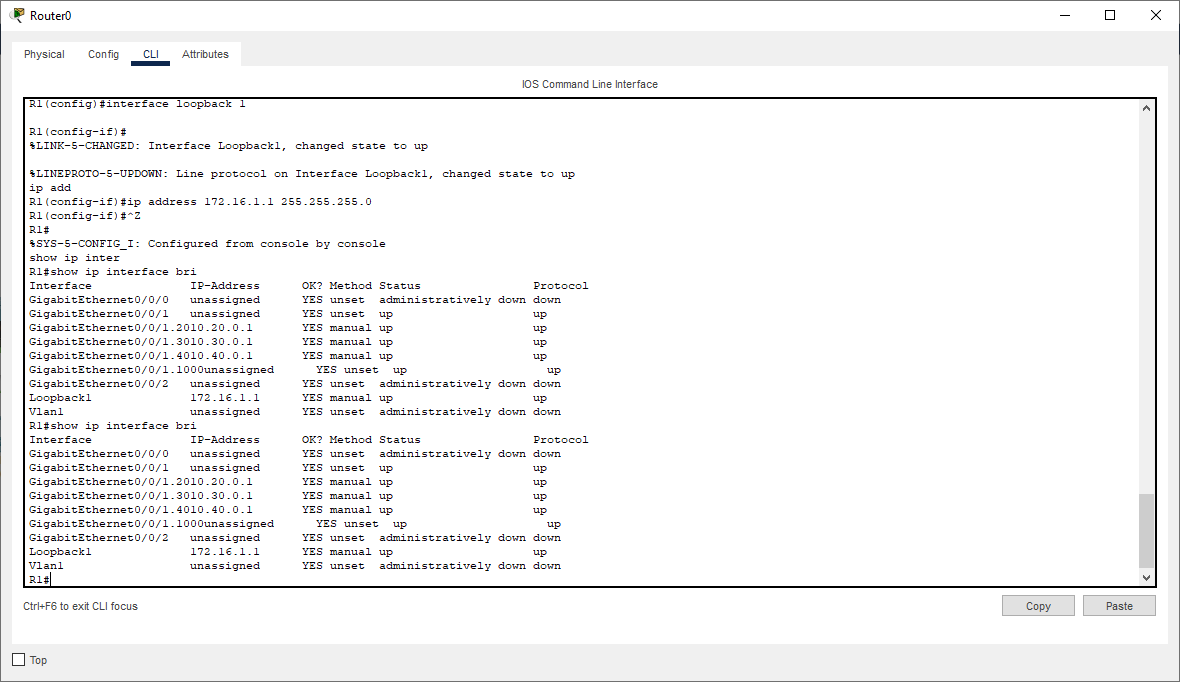 Router0
Physical Config CLI Attributes
IOS Command Line Interface
R1(config)#interface loopback 1
R1(config-if)#
%LINK-5-CHANGED: Interface Loopback1, changed state to up
%LINEPROTO-5-UPDOWN: Line protocol on Interface Loopback1, changed state to up
ip add
R1(config-if)#ip address 172.16.1.1 255.255.255.0
R1(config-if)#^Z
R1#
%SYS-5-CONFIG_I: Configured from console by console
show ip inter
R1#show ip interface bri
Interface              IP-Address      OK? Method Status                Protocol
GigabitEthernet0/0/0   unassigned      YES unset  administratively down down
GigabitEthernet0/0/1   unassigned      YES unset  up                    up
GigabitEthernet0/0/1.2010.20.0.1       YES manual up                    up
GigabitEthernet0/0/1.3010.30.0.1       YES manual up                    up
GigabitEthernet0/0/1.4010.40.0.1       YES manual up                    up
GigabitEthernet0/0/1.1000unassigned      YES unset  up                    up
GigabitEthernet0/0/2   unassigned      YES unset  administratively down down
Loopback1              172.16.1.1      YES manual up                    up
Vlan1                  unassigned      YES unset  administratively down down
R1#show ip interface bri
Interface              IP-Address      OK? Method Status                Protocol
GigabitEthernet0/0/0   unassigned      YES unset  administratively down down
GigabitEthernet0/0/1   unassigned      YES unset  up                    up
GigabitEthernet0/0/1.2010.20.0.1       YES manual up                    up
GigabitEthernet0/0/1.3010.30.0.1       YES manual up                    up
GigabitEthernet0/0/1.4010.40.0.1       YES manual up                    up
GigabitEthernet0/0/1.1000unassigned      YES unset  up                    up
GigabitEthernet0/0/2   unassigned      YES unset  administratively down down
Loopback1              172.16.1.1      YES manual up                    up
Vlan1                  unassigned      YES unset  administratively down down
R1#
Ctrl+F6 to exit CLI focus
Copy Paste
Top